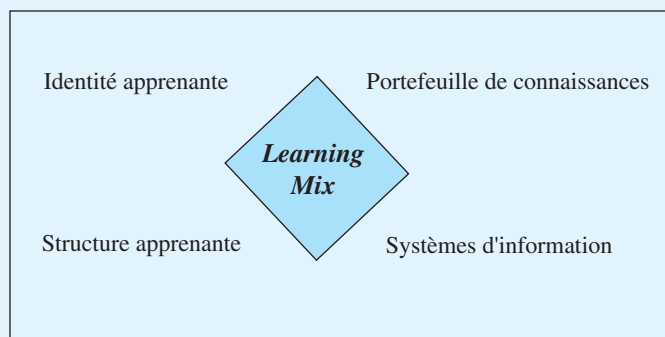 Identité apprenante
Portefeuille de connaissances
Learning
Mix
Structure apprenante
Systèmes d'information